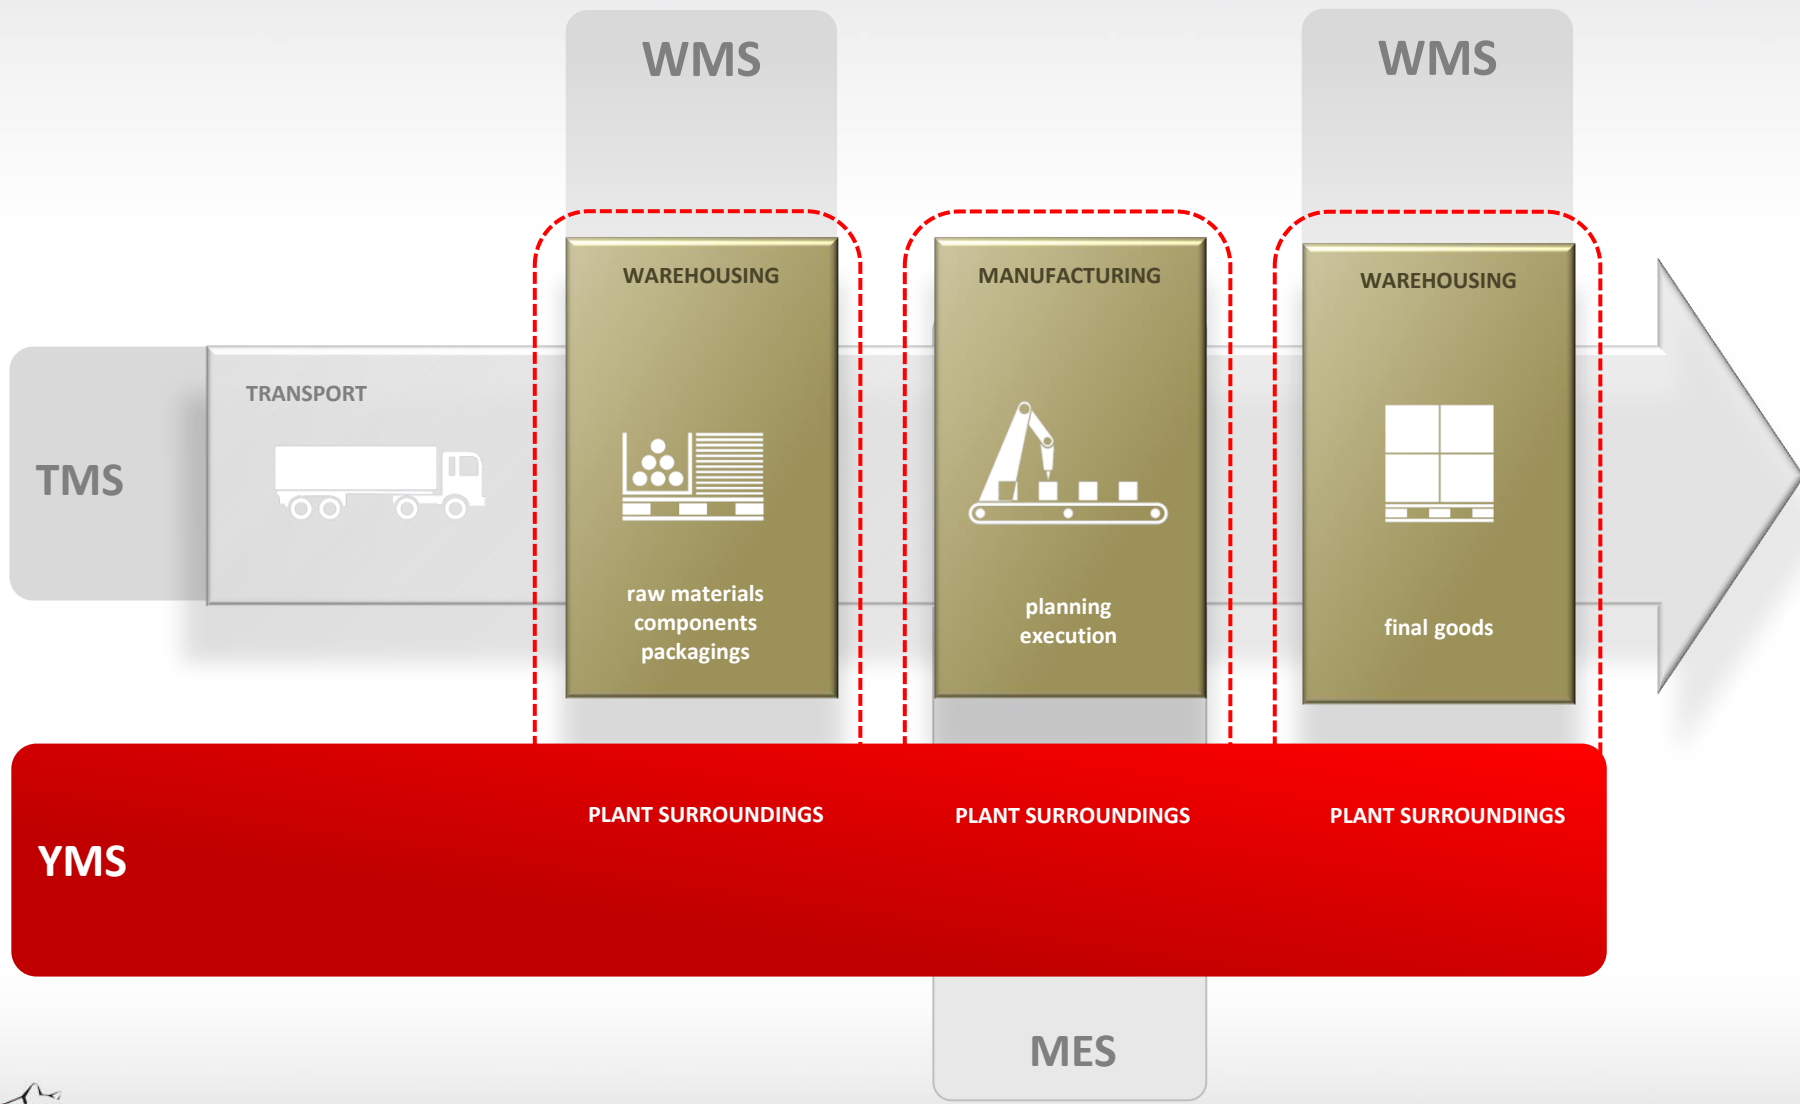 WMS
WMS
WAREHOUSING
MANUFACTURING
WAREHOUSING
TRANSPORT
TMS
raw materials
components
packagings
planning
execution
final goods
PLANT SURROUNDINGS
PLANT SURROUNDINGS
PLANT SURROUNDINGS
YMS
MES